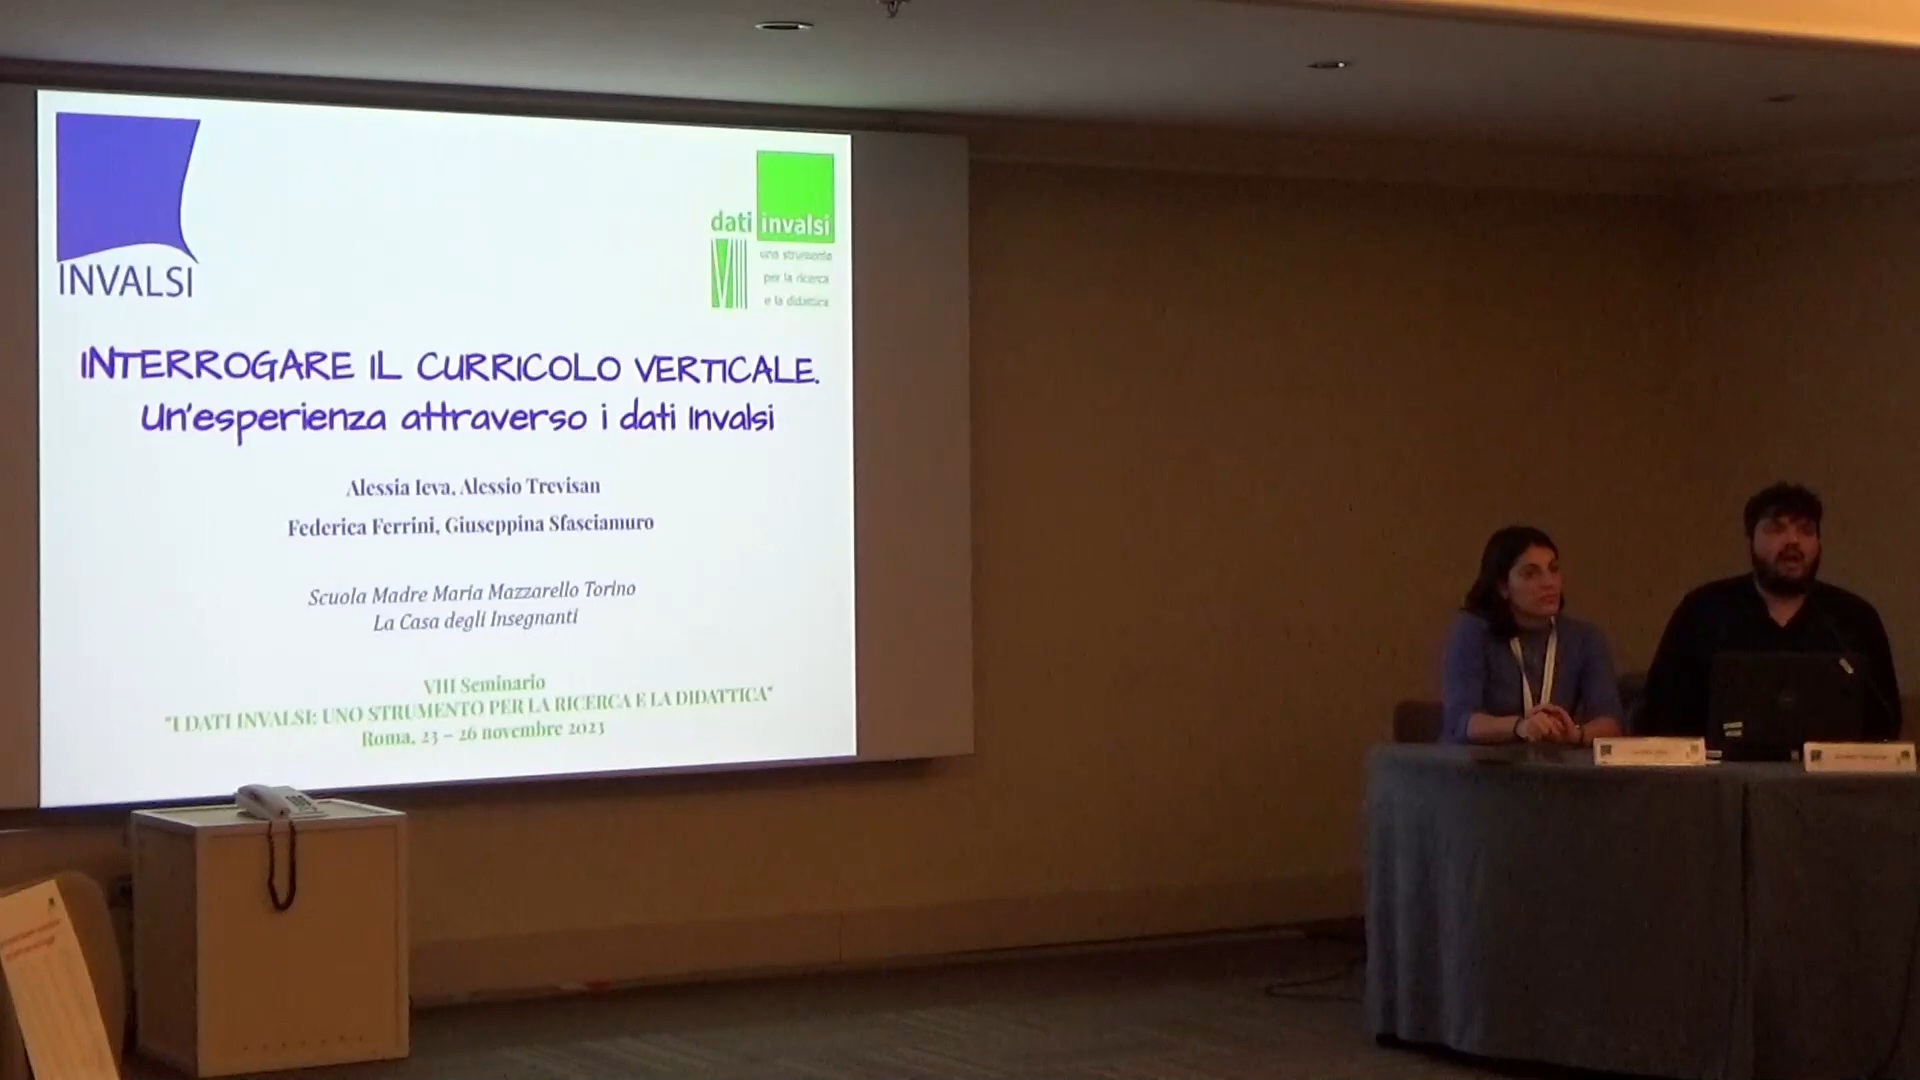 INVALSI
dati invalsi
VIII
uno strumento
per la ricerca
e la didattica
INTERROGARE IL CURRICOLO VERTICALE.
Un'esperienza attraverso i dati Invalsi
Alessia Ieva, Alessio Trevisan
Federica Ferrini, Giuseppina Sfasciamuro
Scuola Madre Maria Mazzarello Torino
La Casa degli Insegnanti
VIII Seminario
"I DATI INVALSI: UNO STRUMENTO PER LA RICERCA E LA DIDATTICA"
Roma, 23 – 26 novembre 2023